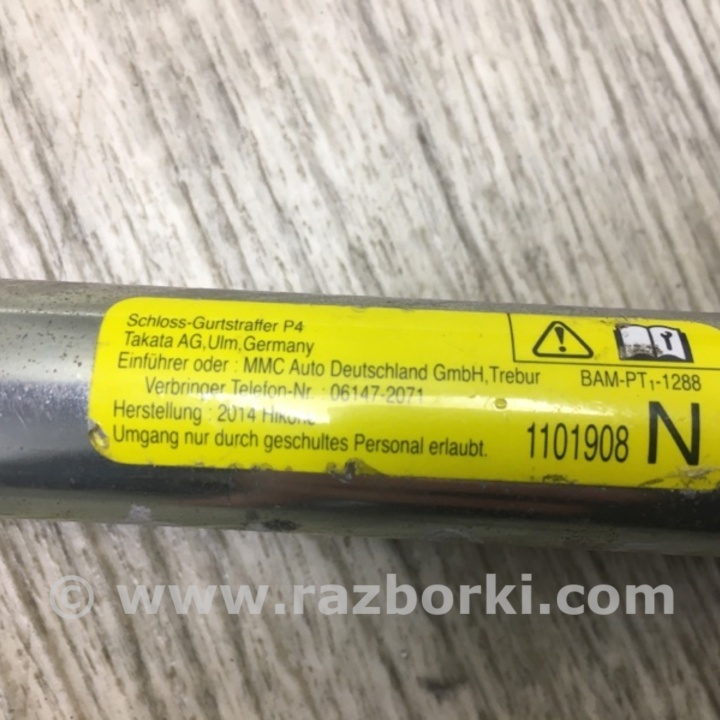 Schloss-Gurtstraffer P4
Takata AG,Ulm,Germany
Einführer oder : MMC Auto Deutschland GmbH,Trebur
Verbringer Telefon-Nr. : 06147-2071
Herstellung : 2014 Hikone
Umgang nur durch geschultes Personal erlaubt.
BAM-PT₁-1288
1101908 N
© www.razborki.com